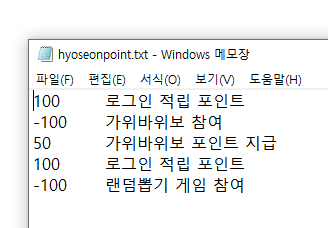 hyoseonpoint.txt - Windows 메모장
파일(F) 편집(E) 서식(O) 보기(V) 도움말(H)
100 로그인 적립 포인트
-100 가위바위보 참여
50 가위바위보 포인트 지급
100 로그인 적립 포인트
-100 랜덤뽑기 게임 참여